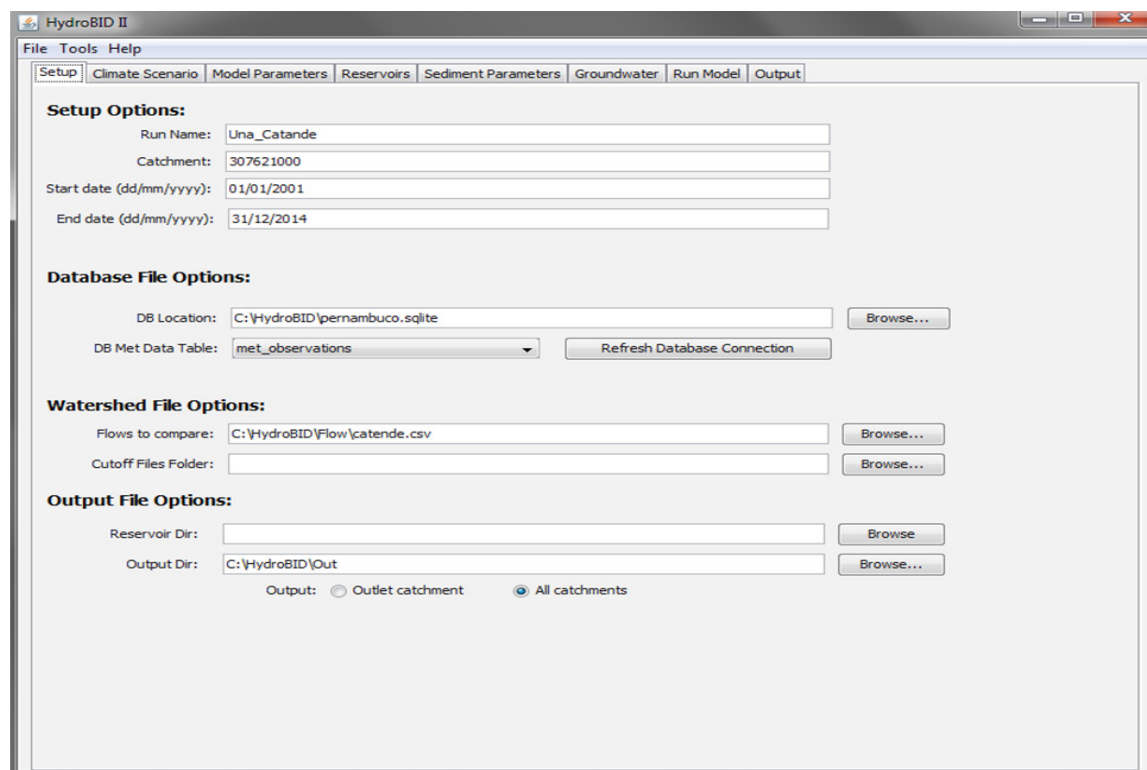 HydroBID II
File Tools Help
Setup Climate Scenario Model Parameters Reservoirs Sediment Parameters Groundwater Run Model Output
Setup Options:
Run Name: Una_Catande
Catchment: 307621000
Start date (dd/mm/yyyy): 01/01/2001
End date (dd/mm/yyyy): 31/12/2014
Database File Options:
DB Location: C:\HydroBID\pernambuco.sqlite Browse...
DB Met Data Table: met_observations Refresh Database Connection
Watershed File Options:
Flows to compare: C:\HydroBID\Flow\catende.csv Browse...
Cutoff Files Folder: Browse...
Output File Options:
Reservoir Dir: Browse
Output Dir: C:\HydroBID\Out Browse...
Output: Outlet catchment All catchments